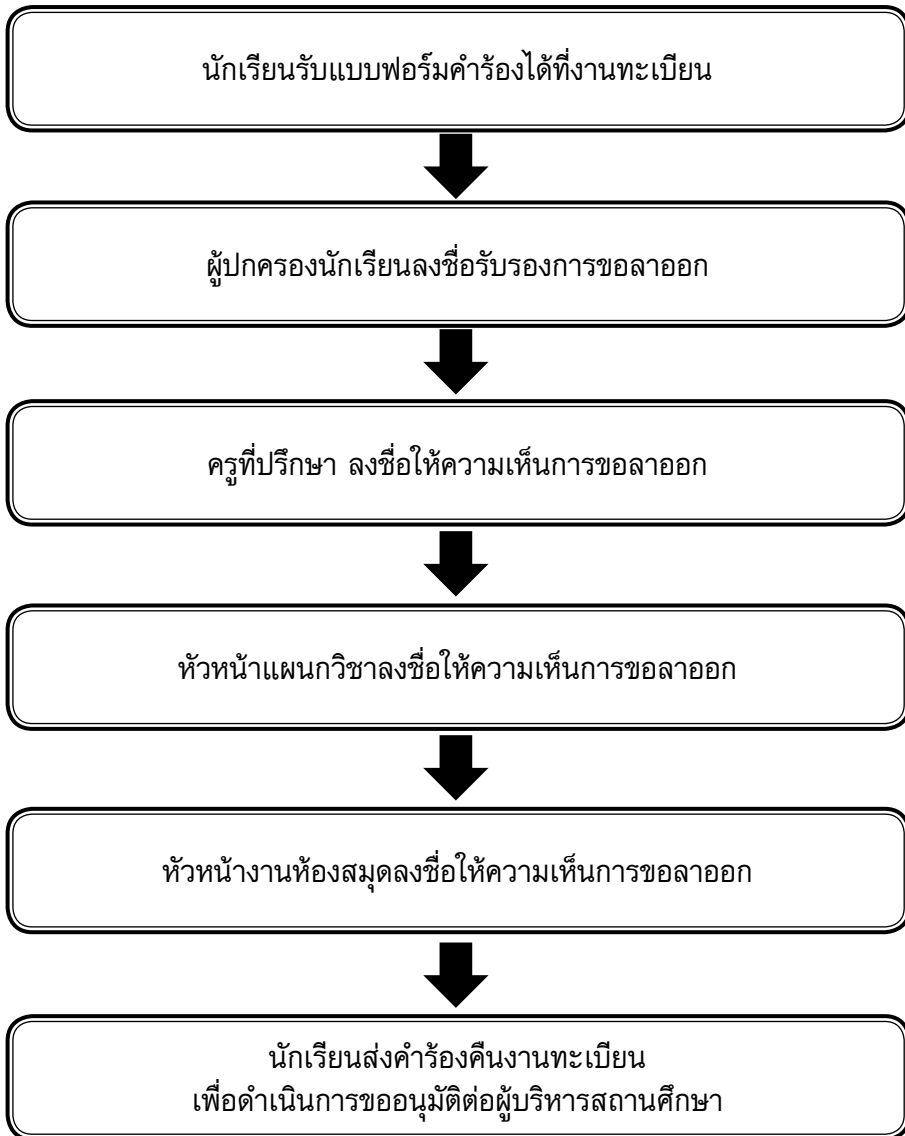 นักเรียนรับแบบฟอร์มคำร้องได้ที่งานทะเบียน
ผู้ปกครองนักเรียนลงชื่อรับรองการขอลาออก
ครูที่ปรึกษา ลงชื่อให้ความเห็นการขอลาออก
หัวหน้าแผนกวิชาลงชื่อให้ความเห็นการขอลาออก
หัวหน้างานห้องสมุดลงชื่อให้ความเห็นการขอลาออก
นักเรียนส่งคำร้องคืนงานทะเบียน
เพื่อดำเนินการขออนุมัติต่อผู้บริหารสถานศึกษา